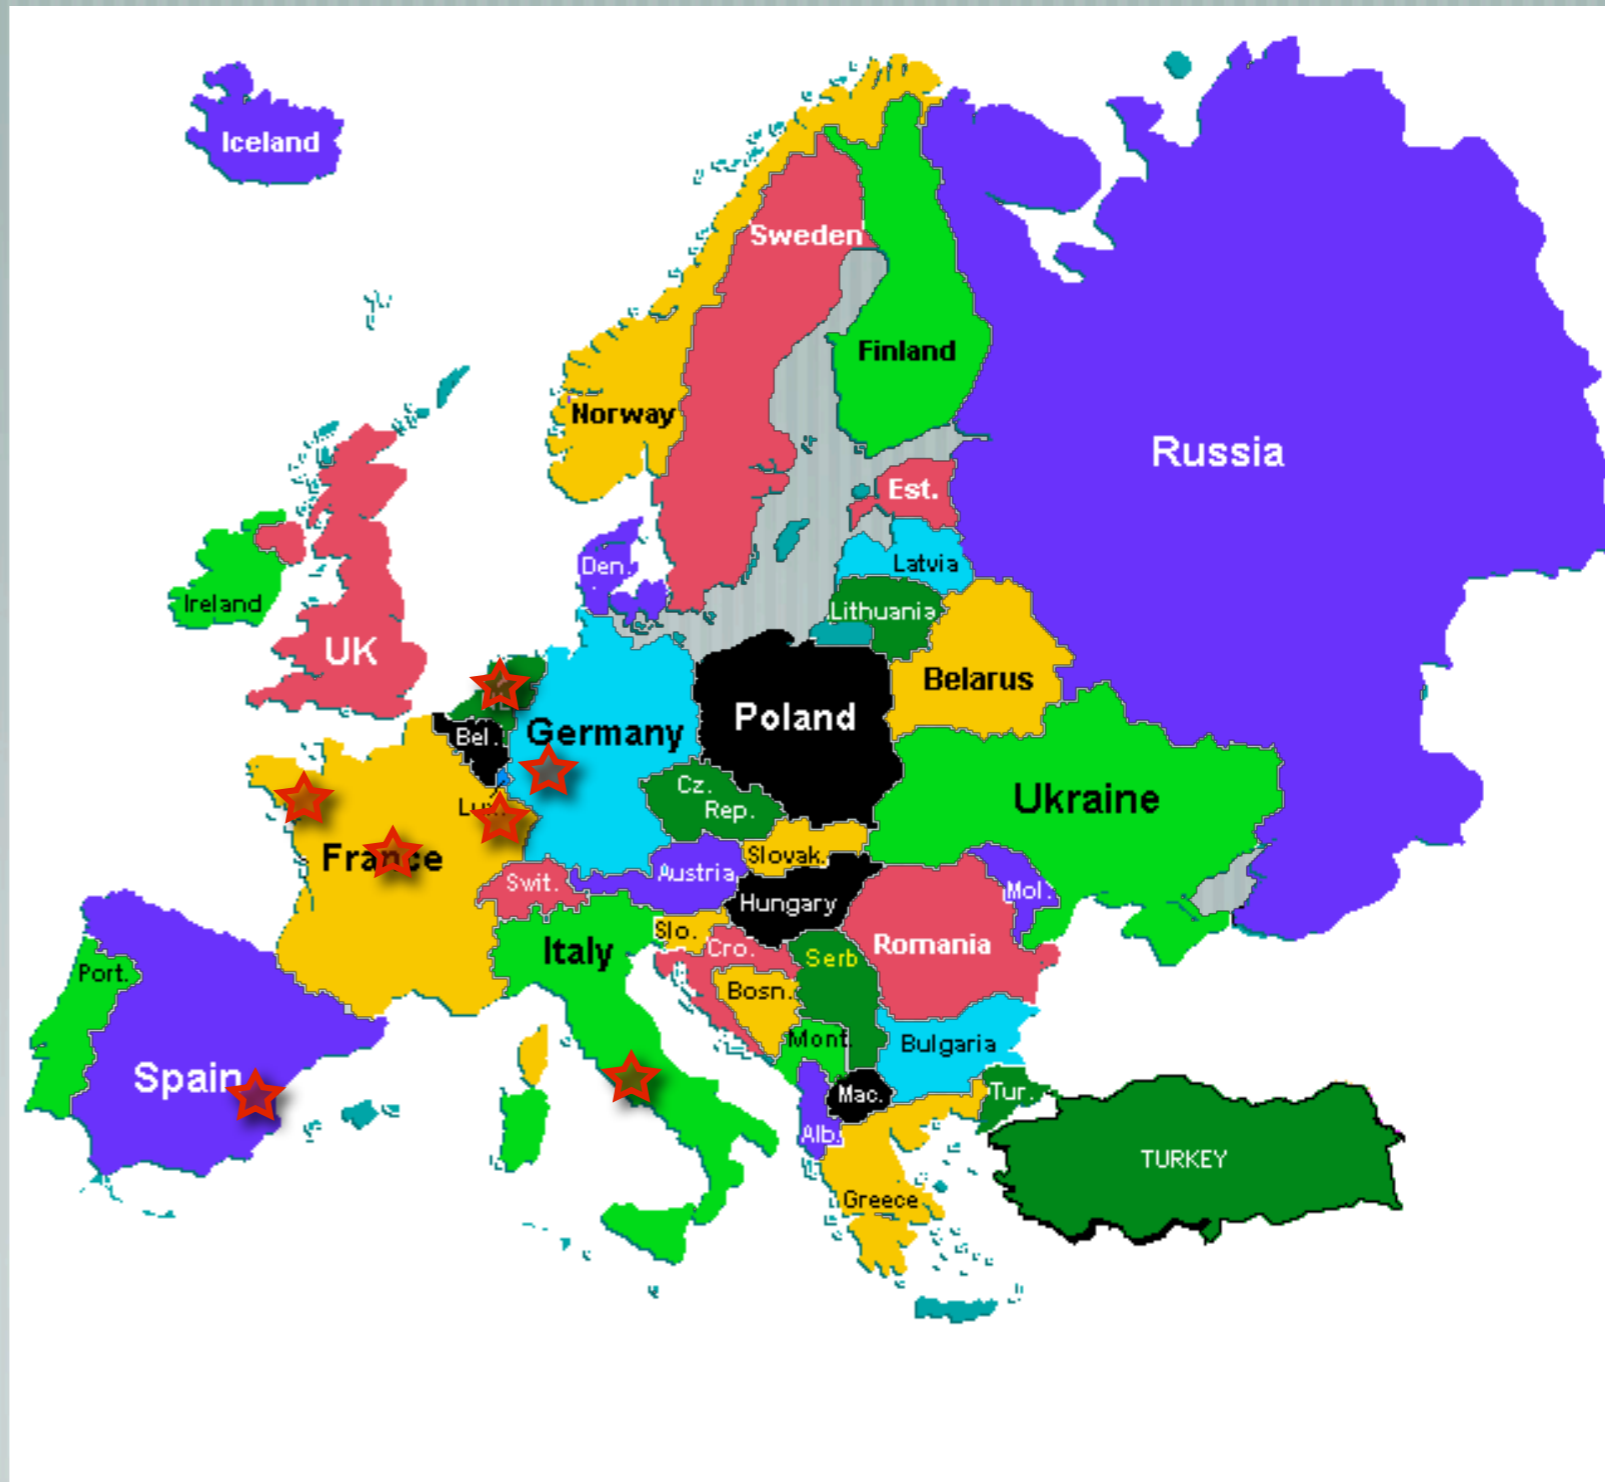 Iceland
Sweden
Finland
Norway
Russia
Est.
Den.
Latvia
Ireland
Lithuania
UK
Belarus
Poland
Bel.
Germany
Cz.
Rep.
Ukraine
France
Slovak.
Swit.
Austria
Mol.
Hungary
Slo.
Cro.
Romania
Italy
Serb
Port.
Bosn.
Mont.
Bulgaria
Spain
Mac.
Tur.
Alb.
TURKEY
Greece